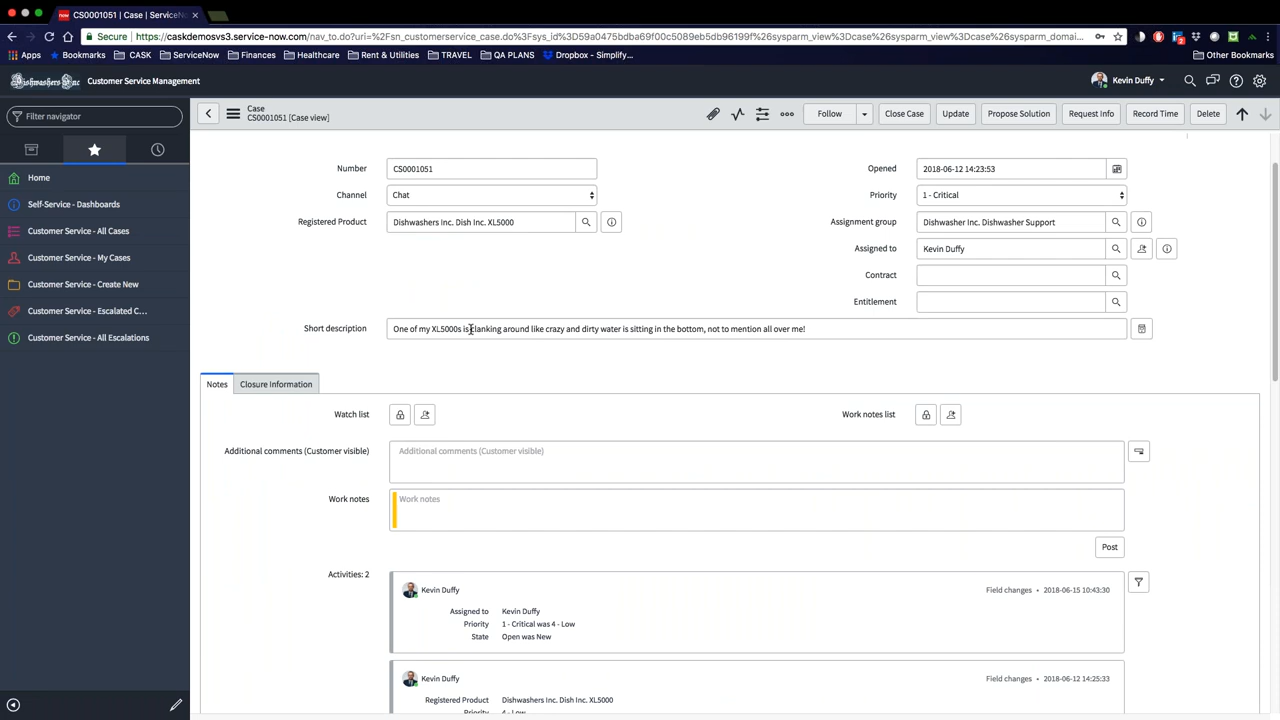 CS0001051 | Case | ServiceNo
Secure | https://caskdemosvs3.service-now.com/nav_to.do?uri=%2Fsn_customerservice_case.do%3Fsys_id%3D59a0475bdba69f00c5089eb5db96199f%26sysparm_view%3Dcase%26sysparm_view%3Dcase%26sysparm_domai...
Apps Bookmarks CASK ServiceNow Finances Healthcare Rent & Utilities TRAVEL QA PLANS Dropbox - Simplify... Other Bookmarks
Customer Service Management Kevin Duffy
Filter navigator
Home
Self-Service - Dashboards
Customer Service - All Cases
Customer Service - My Cases
Customer Service - Create New
Customer Service - Escalated C...
Customer Service - All Escalations
Case
CS0001051 [Case view]
Follow Close Case Update Propose Solution Request Info Record Time Delete
Number CS0001051 Opened 2018-06-12 14:23:53
Channel Chat Priority 1 - Critical
Registered Product Dishwashers Inc. Dish Inc. XL5000 Assignment group Dishwasher Inc. Dishwasher Support
Assigned to Kevin Duffy
Contract
Entitlement
Short description One of my XL5000s is clanking around like crazy and dirty water is sitting in the bottom, not to mention all over me!
Notes Closure Information
Watch list Work notes list
Additional comments (Customer visible) Additional comments (Customer visible)
Work notes Work notes
Post
Activities: 2
Kevin Duffy Field changes • 2018-06-15 10:43:30
Assigned to Kevin Duffy
Priority 1 - Critical was 4 - Low
State Open was New
Kevin Duffy Field changes • 2018-06-12 14:25:33
Registered Product Dishwashers Inc. Dish Inc. XL5000
Priority 4 - Low